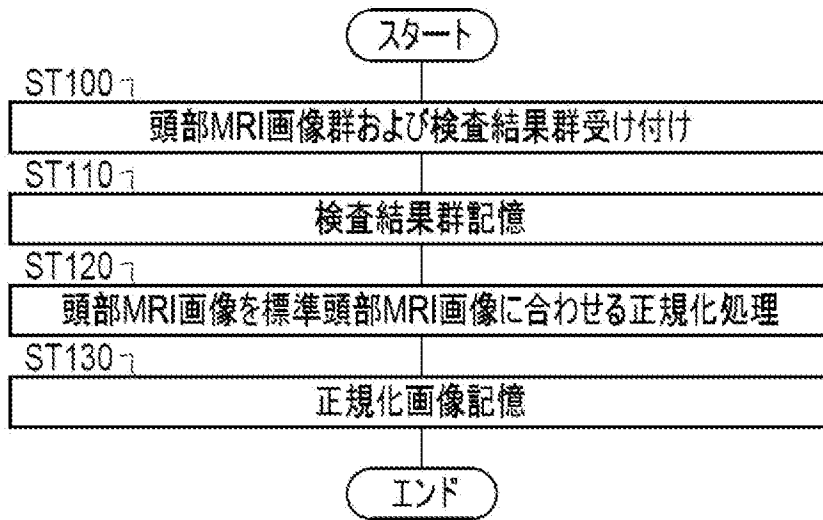 スタート
ST100
頭部MRI画像群および検査結果群受け付け
ST110
検査結果群記憶
ST120
頭部MRI画像を標準頭部MRI画像に合わせる正規化処理
ST130
正規化画像記憶
エンド